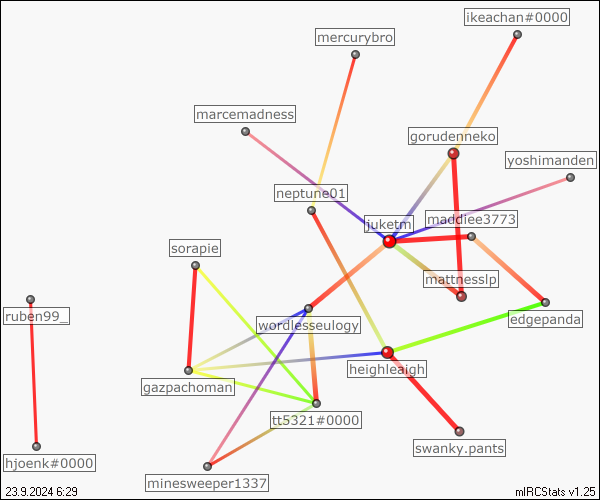 ikeachan#0000
mercurybro
marcemadness
gorudenneko
yoshimanden
neptune01
juketm
maddiee3773
sorapie
mattnesslp
ruben99_
wordlesseulogy
edgepanda
gazpachoman
heighleaigh
tt5321#0000
swanky.pants
hjoenk#0000
minesweeper1337
23.9.2024 6:29
mIRCStats v1.25